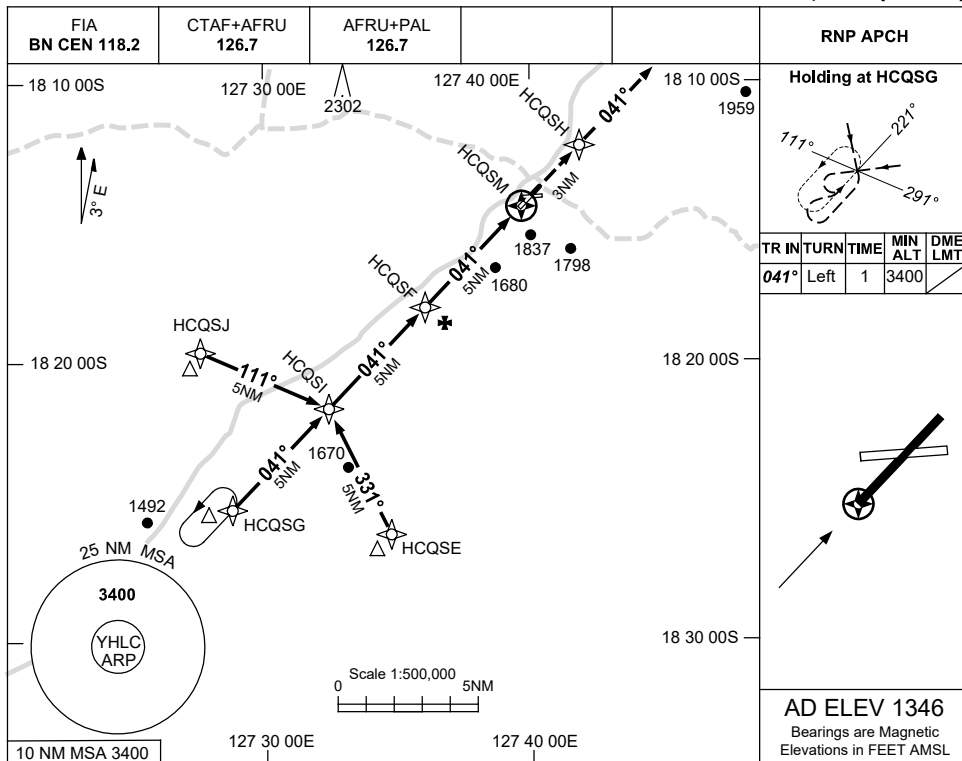 FIA
BN CEN 118.2
CTAF+AFRU
126.7
AFRU+PAL
126.7
RNP APCH
18 10 00S
127 30 00E
127 40 00E
18 10 00S
2302
1959
3° E
HCQSH
041°
HCQSM
3NM
1837
1798
1680
041°
5NM
HCQSF
HCQSJ
18 20 00S
111°
5NM
HCQSI
041°
5NM
18 20 00S
1670
041°
5NM
331°
5NM
1492
HCQSG
HCQSE
25 NM MSA
3400
YHLC
ARP
18 30 00S
Scale 1:500,000
0
5NM
10 NM MSA 3400
127 30 00E
127 40 00E
Holding at HCQSG
111°
221°
291°
TR IN TURN TIME MIN ALT DME LMT
041° Left 1 3400
AD ELEV 1346
Bearings are Magnetic
Elevations in FEET AMSL